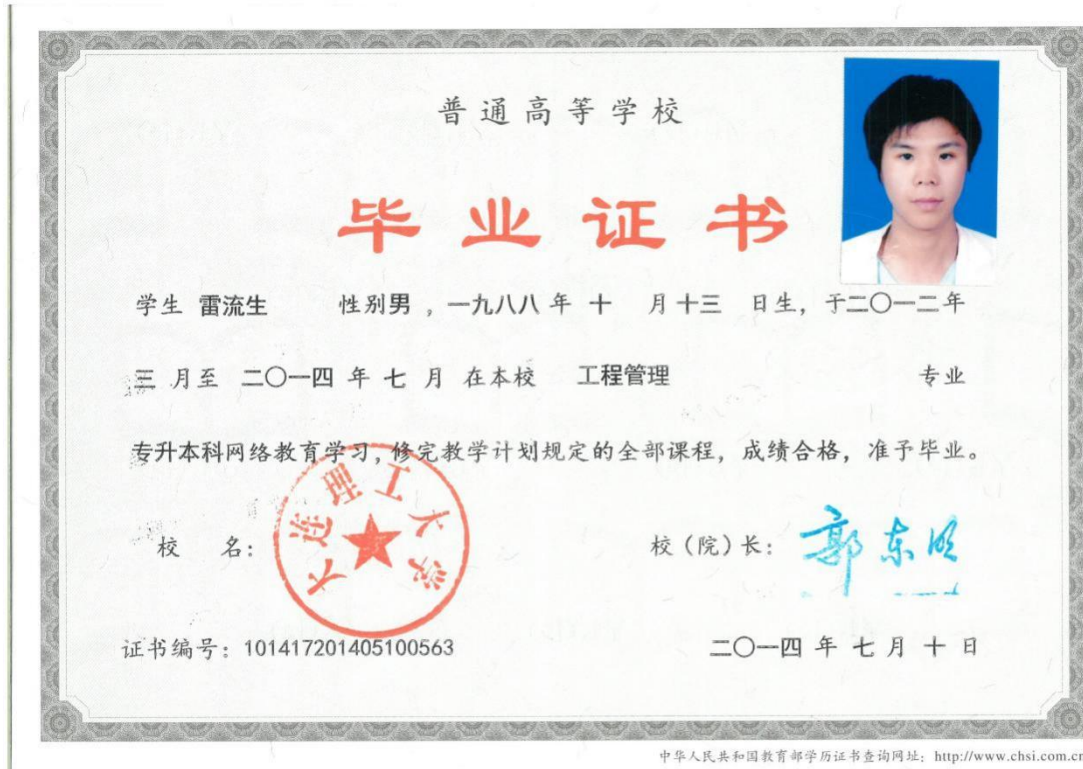 普通高等学校
毕业证书
学生 雷流生 性别男 ，一九八八 年 十 月 十三 日生，于二〇一二年
三 月至 二〇一四 年 七 月 在本校 工程管理 专业
专升本科网络教育学习，修完教学计划规定的全部课程，成绩合格，准予毕业。
大连理工大学
校 名： 校（院）长： 郭东明
证书编号：101417201405100563 二〇一四 年 七 月 十 日
中华人民共和国教育部学历证书查询网址：http://www.chsi.com.cn